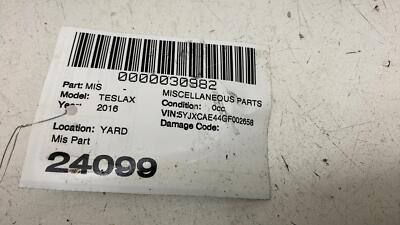 0000030982
Part: MIS MISCELLANEOUS PARTS
Model: TESLAX Condition: 0cc
Year: 2016 VIN:5YJXCAE44GF002658
Damage Code:
Location: YARD
Mis Part
24099